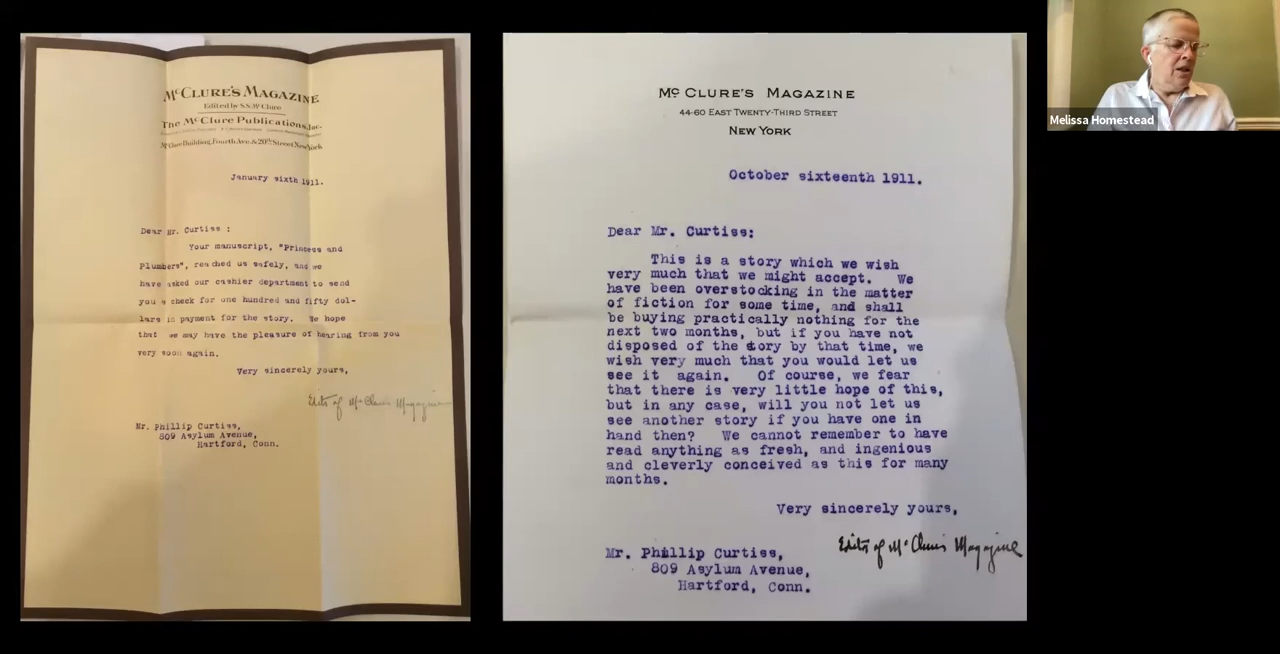 McCLURE'S MAGAZINE
Edited by S.S. McClure
The McClure Publications, Inc.
McClure Building, Fourth Ave. & 20th Street New York
January sixth 1911.
Dear Mr. Curtiss :
Your manuscript, "Princess and
Plumbers", reached us safely, and we
have asked our cashier department to send
you a check for one hundred and fifty dol-
lars in payment for the story. We hope
that we may have the pleasure of hearing from you
very soon again.
Very sincerely yours,
Edits of McClure's Magazine
Mr. Phillip Curtiss,
809 Asylum Avenue,
Hartford, Conn.
McCLURE'S MAGAZINE
44-60 EAST TWENTY-THIRD STREET
NEW YORK
October sixteenth 1911.
Dear Mr. Curtiss:
This is a story which we wish
very much that we might accept. We
have been overstocking in the matter
of fiction for some time, and shall
be buying practically nothing for the
next two months, but if you have not
disposed of the story by that time, we
wish very much that you would let us
see it again. Of course, we fear
that there is very little hope of this,
but in any case, will you not let us
see another story if you have one in
hand then? We cannot remember to have
read anything as fresh, and ingenious
and cleverly conceived as this for many
months.
Very sincerely yours,
Edits of McClure's Magazine
Mr. Phillip Curtiss,
809 Asylum Avenue,
Hartford, Conn.
Melissa Homestead